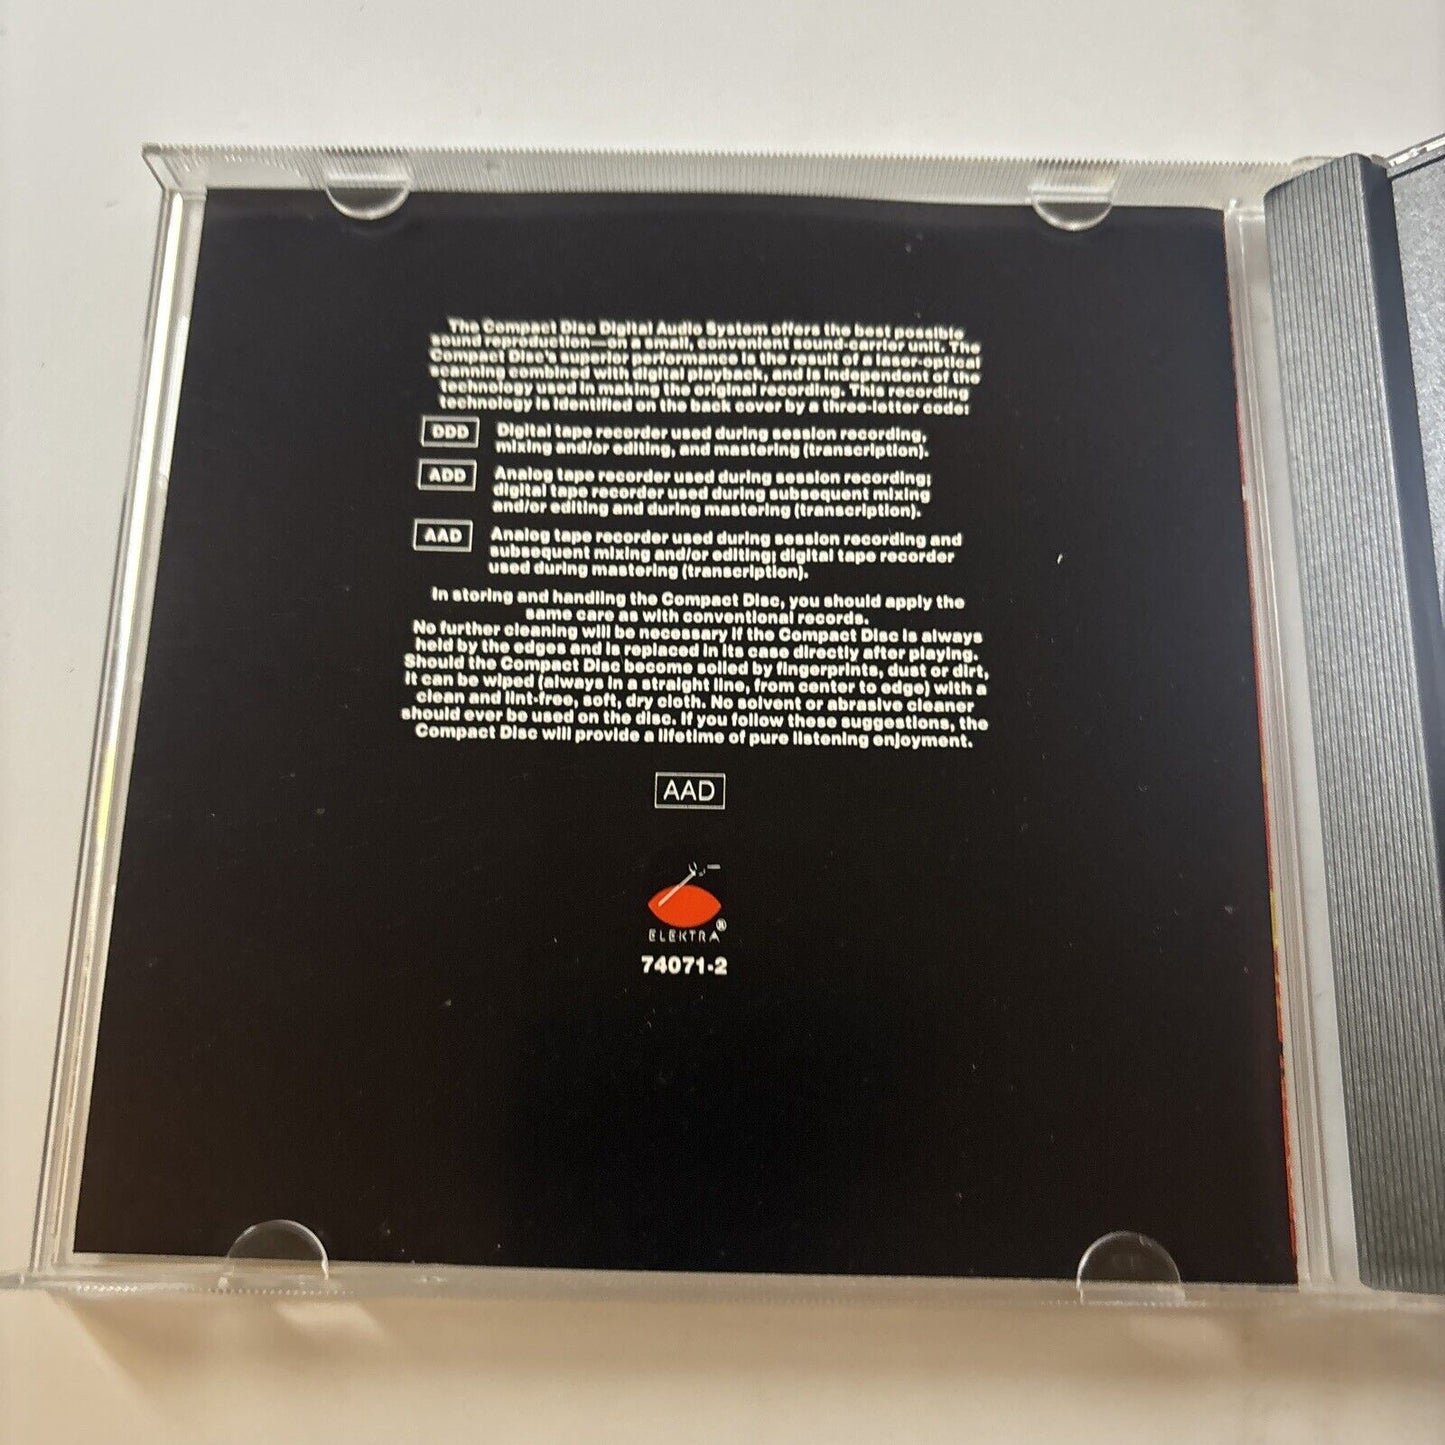 The Compact Disc Digital Audio System offers the best possible
sound reproduction—on a small, convenient sound-carrier unit. The
Compact Disc's superior performance is the result of a laser-optical
scanning combined with digital playback, and is independent of the
technology used in making the original recording. This recording
technology is identified on the back cover by a three-letter code:
DDD Digital tape recorder used during session recording,
mixing and/or editing, and mastering (transcription).
ADD Analog tape recorder used during session recording;
digital tape recorder used during subsequent mixing
and/or editing and during mastering (transcription).
AAD Analog tape recorder used during session recording and
subsequent mixing and/or editing; digital tape recorder
used during mastering (transcription).
In storing and handling the Compact Disc, you should apply the
same care as with conventional records.
No further cleaning will be necessary if the Compact Disc is always
held by the edges and is replaced in its case directly after playing.
Should the Compact Disc become soiled by fingerprints, dust or dirt,
it can be wiped (always in a straight line, from center to edge) with a
clean and lint-free, soft, dry cloth. No solvent or abrasive cleaner
should ever be used on the disc. If you follow these suggestions, the
Compact Disc will provide a lifetime of pure listening enjoyment.
AAD
ELEKTRA®
74071-2